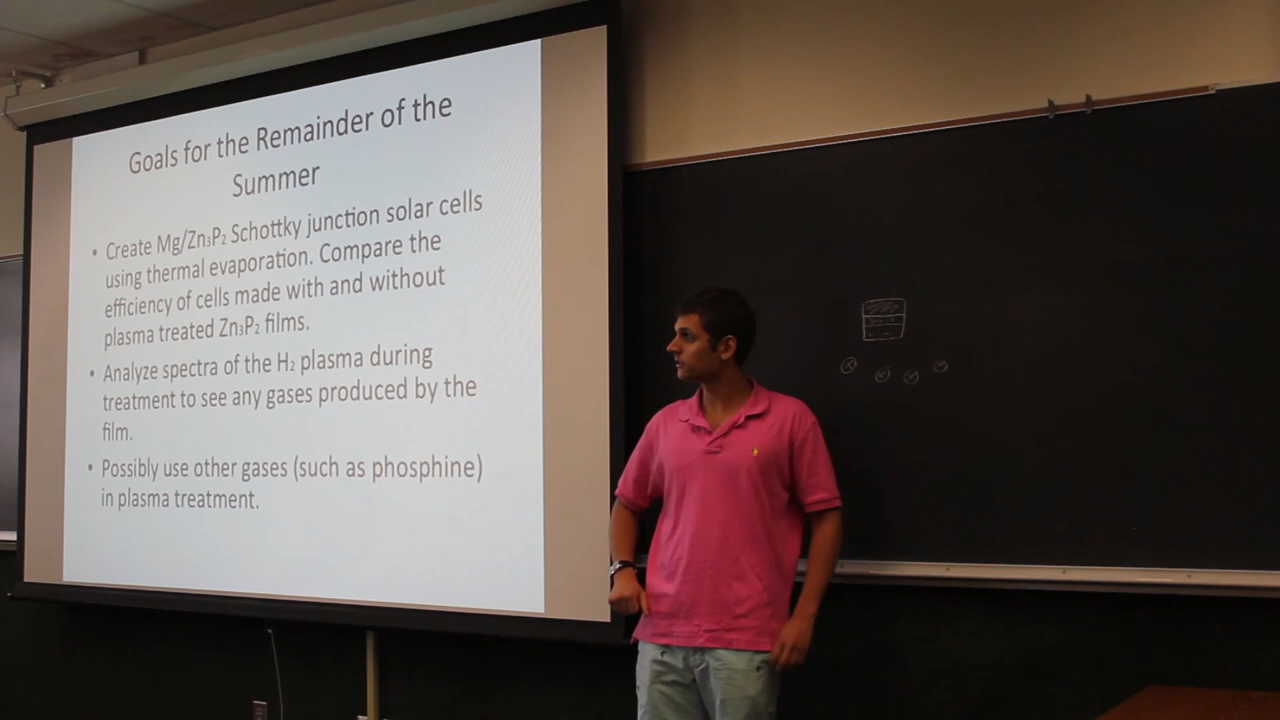 Goals for the Remainder of the
Summer
• Create Mg/Zn₃P₂ Schottky junction solar cells
using thermal evaporation. Compare the
efficiency of cells made with and without
plasma treated Zn₃P₂ films.
• Analyze spectra of the H₂ plasma during
treatment to see any gases produced by the
film.
• Possibly use other gases (such as phosphine)
in plasma treatment.